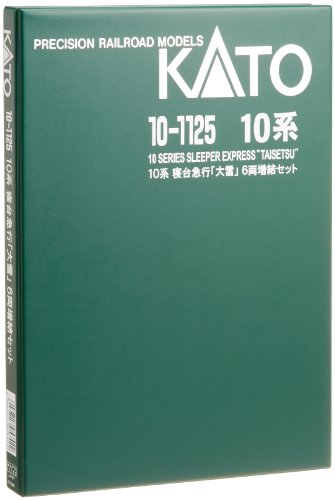 PRECISION RAILROAD MODELS
KATO
10-1125 10系
10 SERIES SLEEPER EXPRESS "TAISETSU"
10系 寝台急行「大雪」 6両増結セット
10-1125 10系 寝台急行「大雪」 6両増結セット